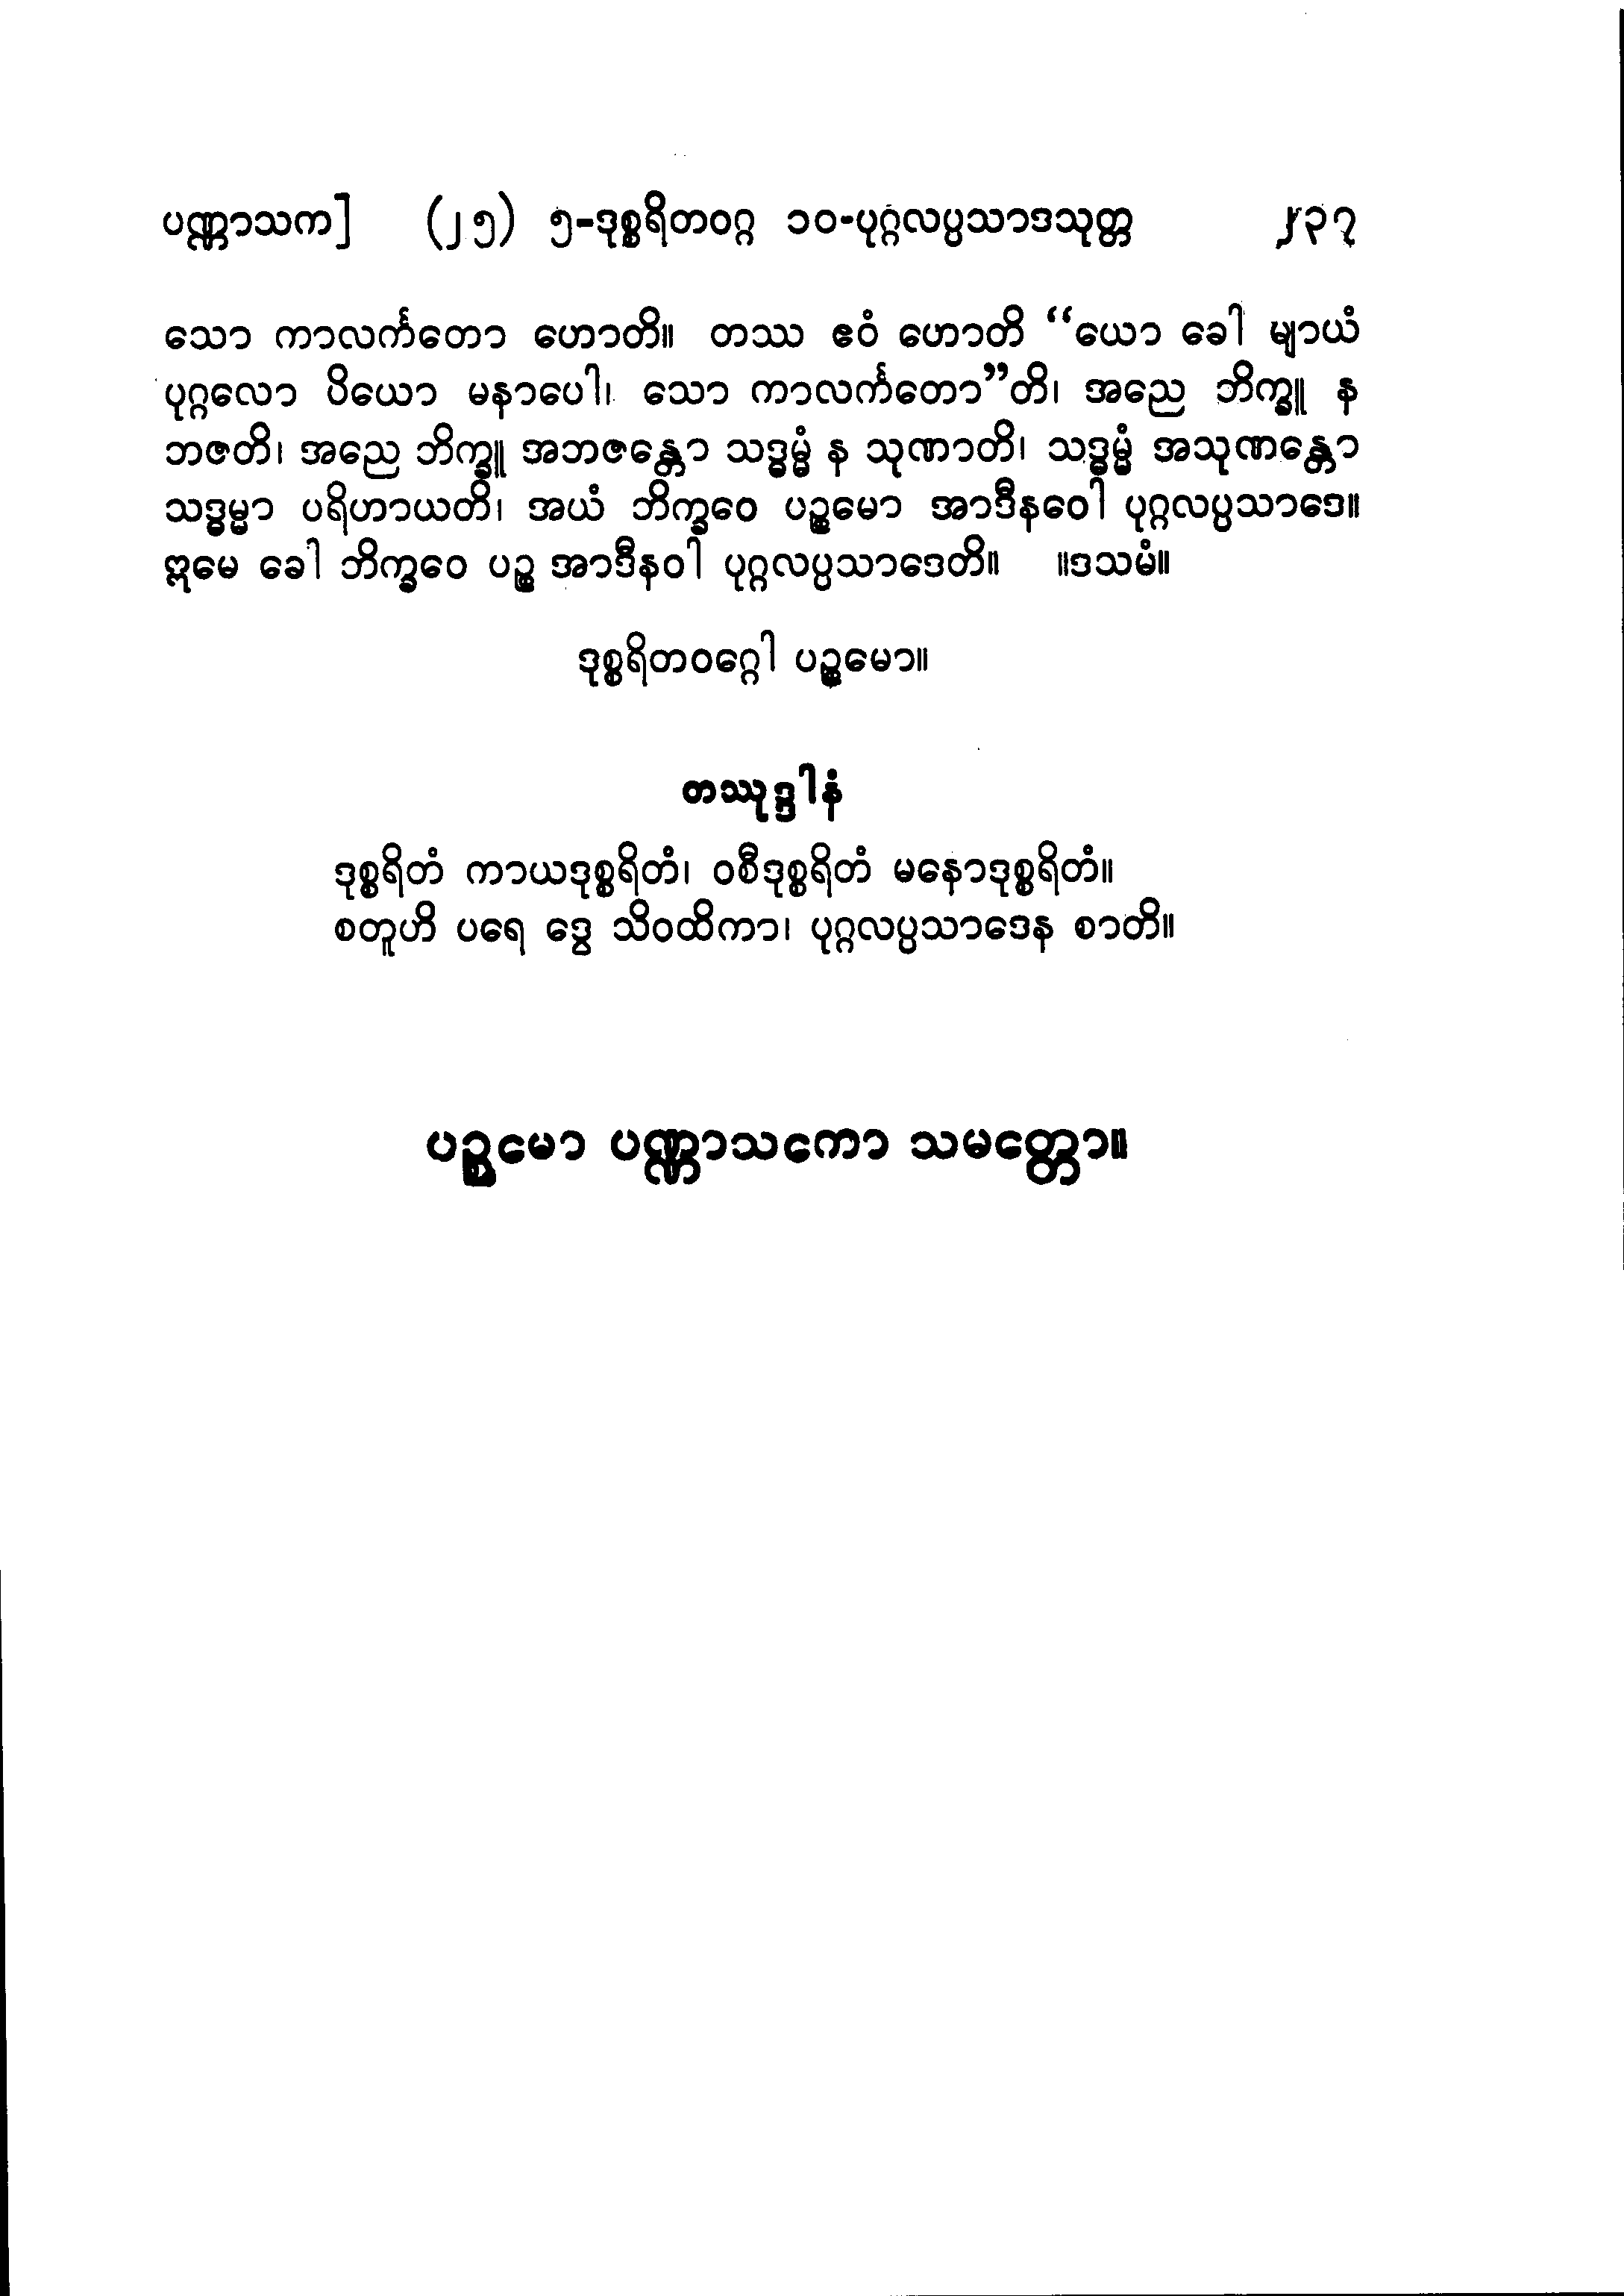 ပဏ္ဏာသက] (၂၅) ၅-ဒုစ္စရိတဝဂ္ဂ ၁၀-ပုဂ္ဂလပ္ပသာဒသုတ္တ ၂၃၇
သော ကာလင်္ကတော ဟောတိ။ တဿ ဧဝံ ဟောတိ “ယော ခေါ မျာယံ
ပုဂ္ဂလော ပိယော မနာပေါ၊ သော ကာလင်္ကတော”တိ၊ အညေ ဘိက္ခူ န
ဘဇတိ၊ အညေ ဘိက္ခူ အဘဇန္တော သဒ္ဓမ္မံ န သုဏာတိ၊ သဒ္ဓမ္မံ အသုဏန္တော
သဒ္ဓမ္မာ ပရိဟာယတိ၊ အယံ ဘိက္ခဝေ ပဉ္စမော အာဒီနဝေါ ပုဂ္ဂလပ္ပသာဒေ။
ဣမေ ခေါ ဘိက္ခဝေ ပဉ္စ အာဒီနဝါ ပုဂ္ဂလပ္ပသာဒေတိ။ ။ဒသမံ။
ဒုစ္စရိတဝဂ္ဂေါ ပဉ္စမော။
တဿုဒ္ဒါနံ
ဒုစ္စရိတံ ကာယဒုစ္စရိတံ၊ ဝစီဒုစ္စရိတံ မနောဒုစ္စရိတံ။
စတူဟိ ပရေ ဒွေ သိဝထိကာ၊ ပုဂ္ဂလပ္ပသာဒေန စာတိ။
ပဉ္စမော ပဏ္ဏာသကော သမတ္တော။